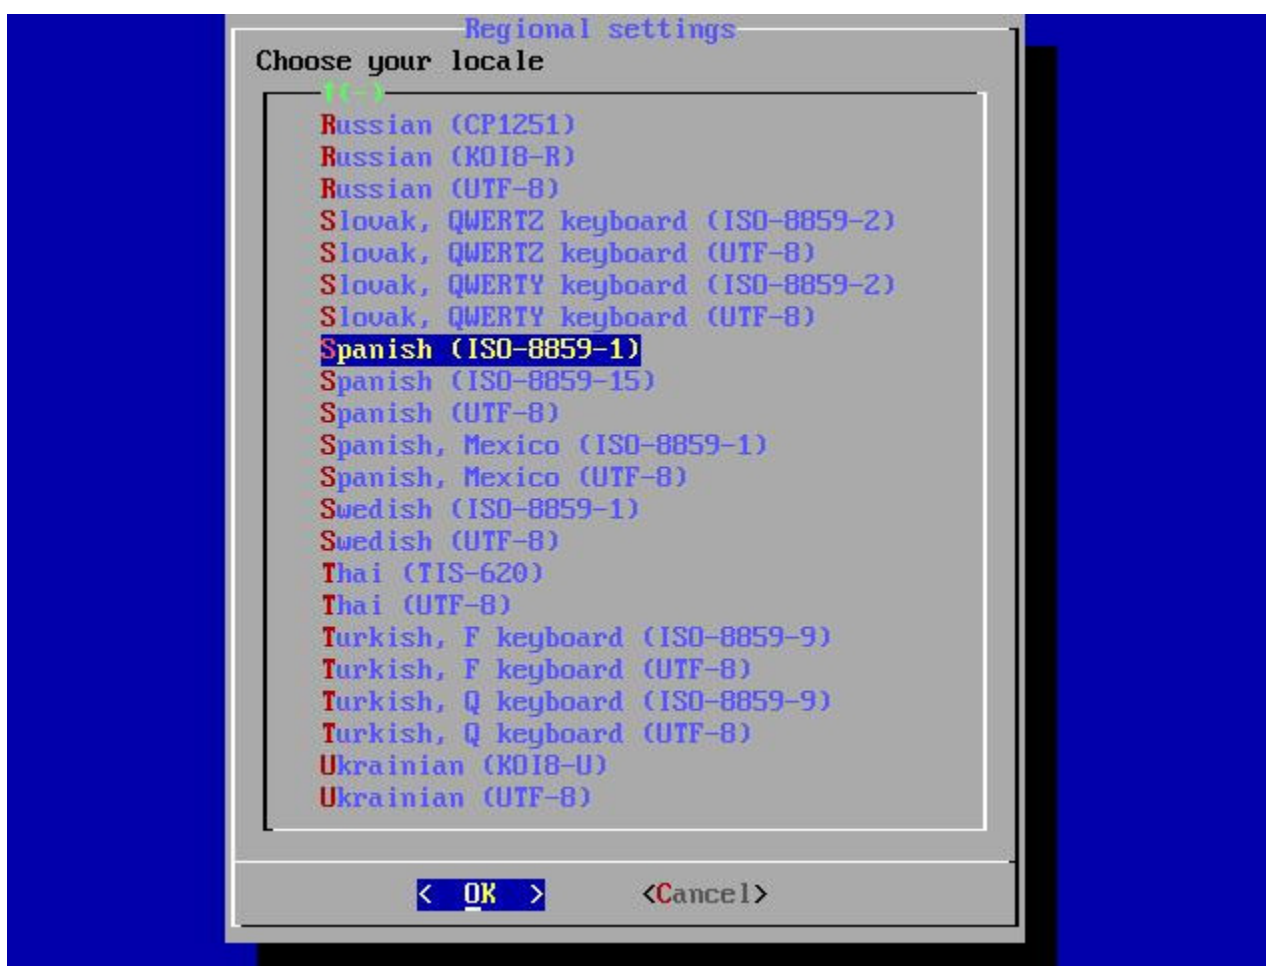 Regional settings
Choose your locale
↑(-)
Russian (CP1251)
Russian (KOI8-R)
Russian (UTF-8)
Slovak, QWERTZ keyboard (ISO-8859-2)
Slovak, QWERTZ keyboard (UTF-8)
Slovak, QWERTY keyboard (ISO-8859-2)
Slovak, QWERTY keyboard (UTF-8)
Spanish (ISO-8859-1)
Spanish (ISO-8859-15)
Spanish (UTF-8)
Spanish, Mexico (ISO-8859-1)
Spanish, Mexico (UTF-8)
Swedish (ISO-8859-1)
Swedish (UTF-8)
Thai (TIS-620)
Thai (UTF-8)
Turkish, F keyboard (ISO-8859-9)
Turkish, F keyboard (UTF-8)
Turkish, Q keyboard (ISO-8859-9)
Turkish, Q keyboard (UTF-8)
Ukrainian (KOI8-U)
Ukrainian (UTF-8)
< OK > <Cancel>